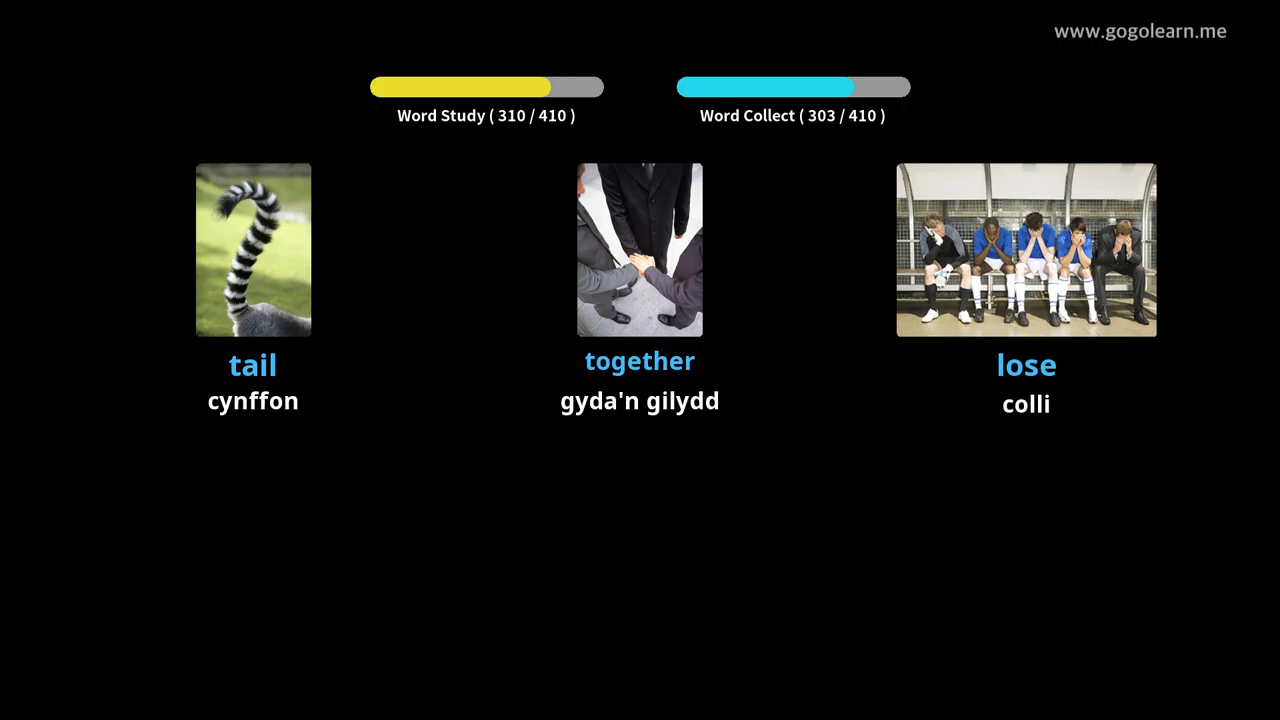 www.gogolearn.me
Word Study ( 310 / 410 )
Word Collect ( 303 / 410 )
tail
cynffon
together
gyda'n gilydd
lose
colli